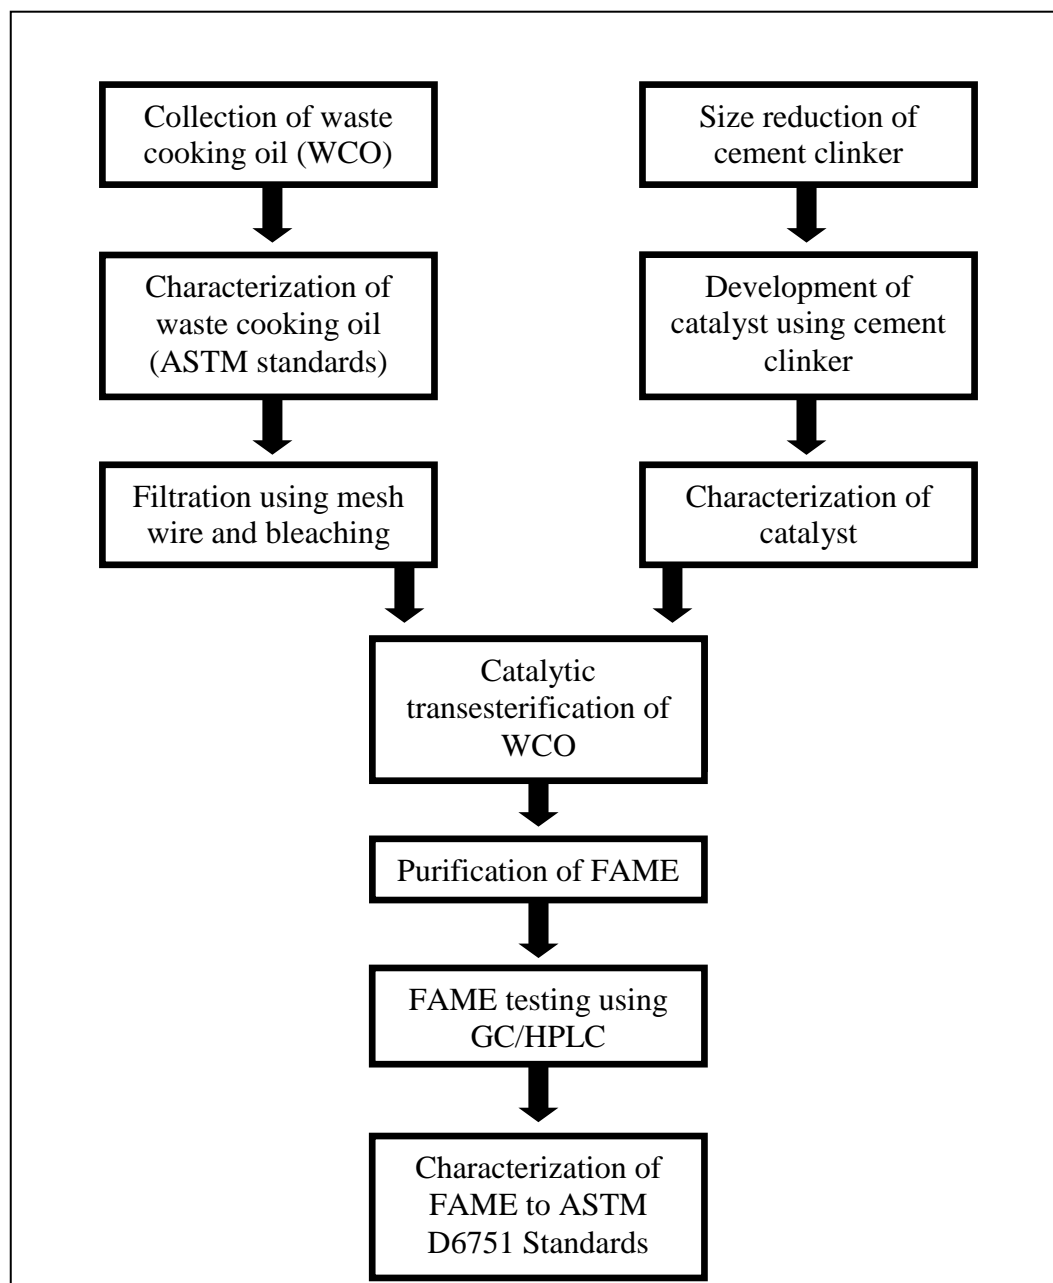 Collection of waste
cooking oil (WCO)
Size reduction of
cement clinker
Characterization of
waste cooking oil
(ASTM standards)
Development of
catalyst using cement
clinker
Filtration using mesh
wire and bleaching
Characterization of
catalyst
Catalytic
transesterification of
WCO
Purification of FAME
FAME testing using
GC/HPLC
Characterization of
FAME to ASTM
D6751 Standards